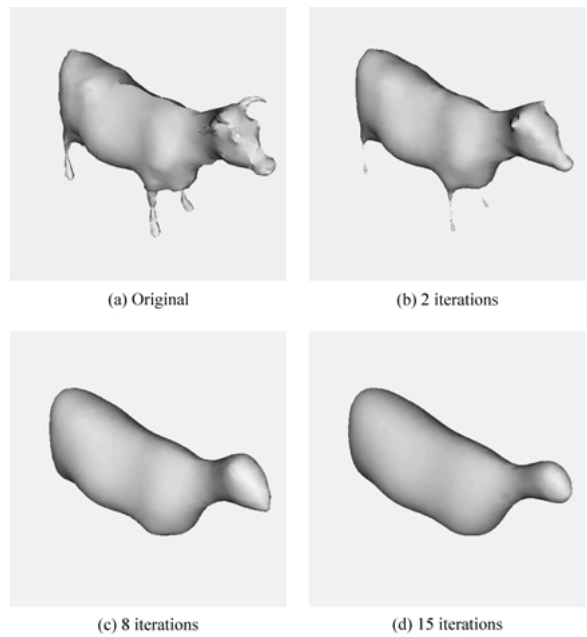 (a) Original
(b) 2 iterations
(c) 8 iterations
(d) 15 iterations